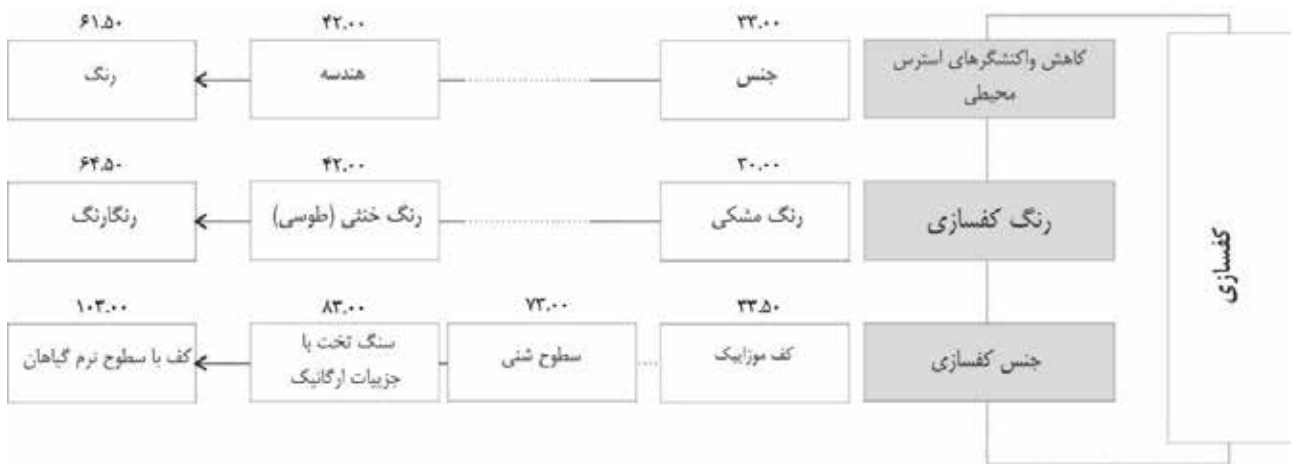 کفسازی
۳۳.۰۰
۴۲.۰۰
۶۱.۵۰
کاهش واکنشگرهای استرس
محیطی
جنس
هندسه
رنگ
۳۰.۰۰
۴۲.۰۰
۶۴.۵۰
رنگ کفسازی
رنگ مشکی
رنگ خنثی (طوسی)
رنگارنگ
۳۳.۵۰
۷۳.۰۰
۸۳.۰۰
۱۰۳.۰۰
جنس کفسازی
کف موزاییک
سطوح شنی
سنگ تخت پا
جزییات ارگانیک
کف با سطوح نرم گیاهان